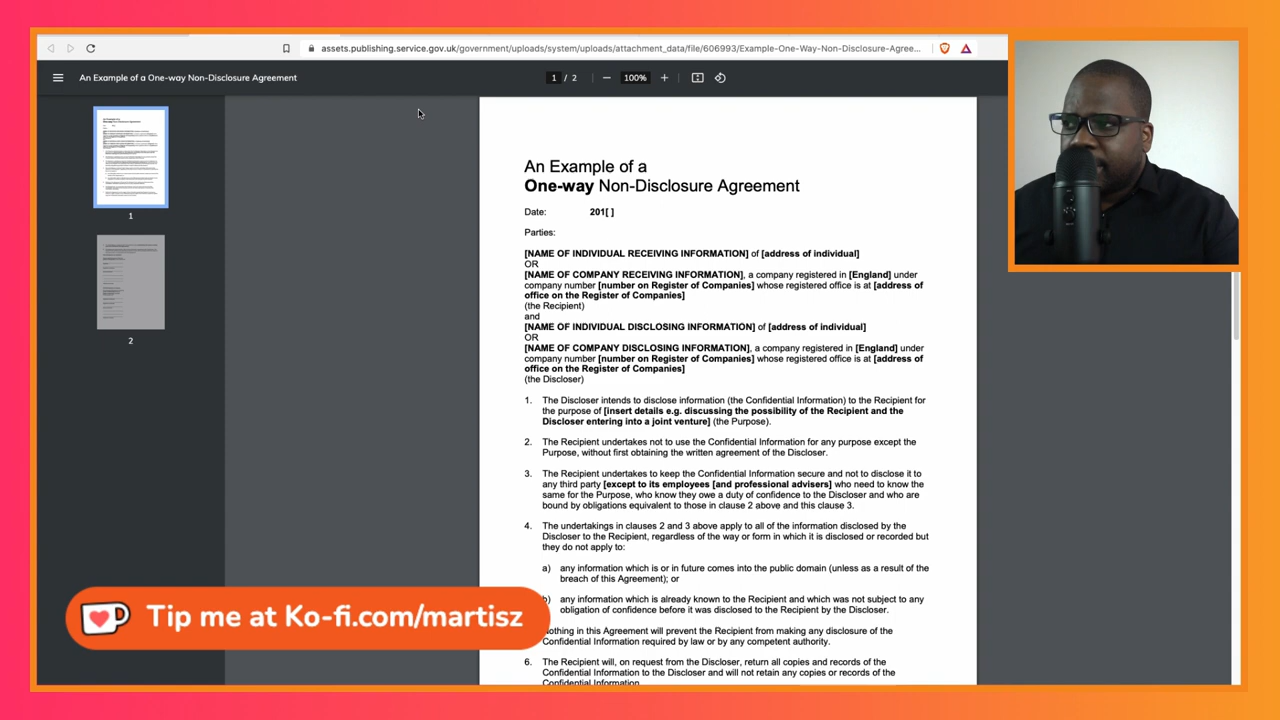 assets.publishing.service.gov.uk/government/uploads/system/uploads/attachment_data/file/606993/Example-One-Way-Non-Disclosure-Agree...
An Example of a One-way Non-Disclosure Agreement
1 / 2
100%
1
2
An Example of a
One-way Non-Disclosure Agreement
Date: 201[ ]
Parties:
[NAME OF INDIVIDUAL RECEIVING INFORMATION] of [address of individual]
OR
[NAME OF COMPANY RECEIVING INFORMATION], a company registered in [England] under
company number [number on Register of Companies] whose registered office is at [address of
office on the Register of Companies]
(the Recipient)
and
[NAME OF INDIVIDUAL DISCLOSING INFORMATION] of [address of individual]
OR
[NAME OF COMPANY DISCLOSING INFORMATION], a company registered in [England] under
company number [number on Register of Companies] whose registered office is at [address of
office on the Register of Companies]
(the Discloser)
1. The Discloser intends to disclose information (the Confidential Information) to the Recipient for
the purpose of [insert details e.g. discussing the possibility of the Recipient and the
Discloser entering into a joint venture] (the Purpose).
2. The Recipient undertakes not to use the Confidential Information for any purpose except the
Purpose, without first obtaining the written agreement of the Discloser.
3. The Recipient undertakes to keep the Confidential Information secure and not to disclose it to
any third party [except to its employees [and professional advisers] who need to know the
same for the Purpose, who know they owe a duty of confidence to the Discloser and who are
bound by obligations equivalent to those in clause 2 above and this clause 3.
4. The undertakings in clauses 2 and 3 above apply to all of the information disclosed by the
Discloser to the Recipient, regardless of the way or form in which it is disclosed or recorded but
they do not apply to:
a) any information which is or in future comes into the public domain (unless as a result of the
breach of this Agreement); or
b) any information which is already known to the Recipient and which was not subject to any
obligation of confidence before it was disclosed to the Recipient by the Discloser.
Nothing in this Agreement will prevent the Recipient from making any disclosure of the
Confidential Information required by law or by any competent authority.
6. The Recipient will, on request from the Discloser, return all copies and records of the
Confidential Information to the Discloser and will not retain any copies or records of the
Confidential Information.
Tip me at Ko-fi.com/martisz